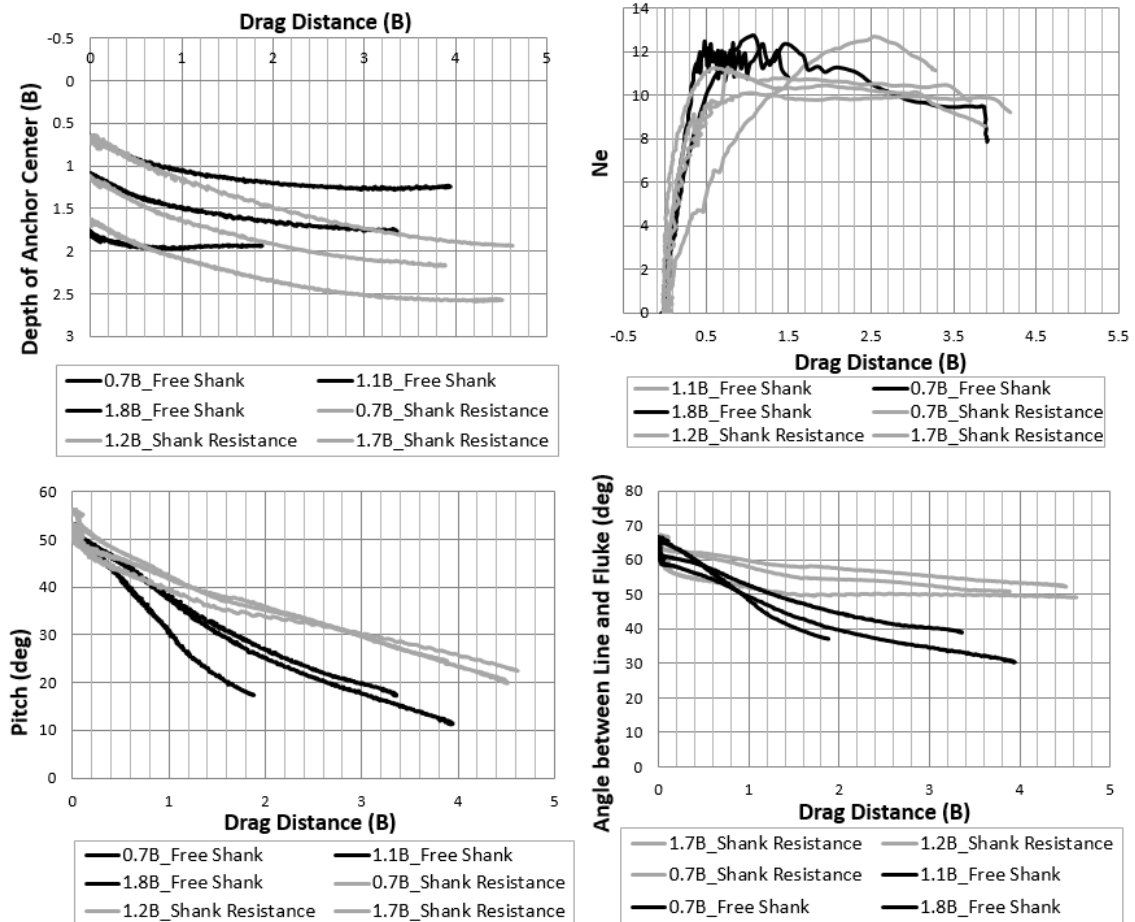 Drag Distance (B)
0 1 2 3 4 5
-0.5
0
0.5
1
1.5
2
2.5
3
Depth of Anchor Center (B)
0.7B_Free Shank 1.1B_Free Shank
1.8B_Free Shank 0.7B_Shank Resistance
1.2B_Shank Resistance 1.7B_Shank Resistance
14
12
10
8
6
4
2
0
Ne
-0.5 0.5 1.5 2.5 3.5 4.5 5.5
Drag Distance (B)
1.1B_Free Shank 0.7B_Free Shank
1.8B_Free Shank 0.7B_Shank Resistance
1.2B_Shank Resistance 1.7B_Shank Resistance
60
50
40
30
20
10
0
Pitch (deg)
0 1 2 3 4 5
Drag Distance (B)
0.7B_Free Shank 1.1B_Free Shank
1.8B_Free Shank 0.7B_Shank Resistance
1.2B_Shank Resistance 1.7B_Shank Resistance
80
70
60
50
40
30
20
10
0
Angle between Line and Fluke (deg)
0 1 2 3 4 5
Drag Distance (B)
1.7B_Shank Resistance 1.2B_Shank Resistance
0.7B_Shank Resistance 1.1B_Free Shank
0.7B_Free Shank 1.8B_Free Shank